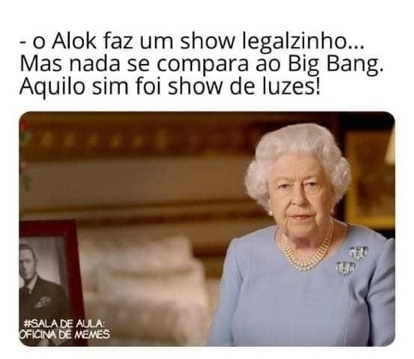 - o Alok faz um show legalzinho...
Mas nada se compara ao Big Bang.
Aquilo sim foi show de luzes!
#SALA DE AULA:
OFICINA DE MEMES